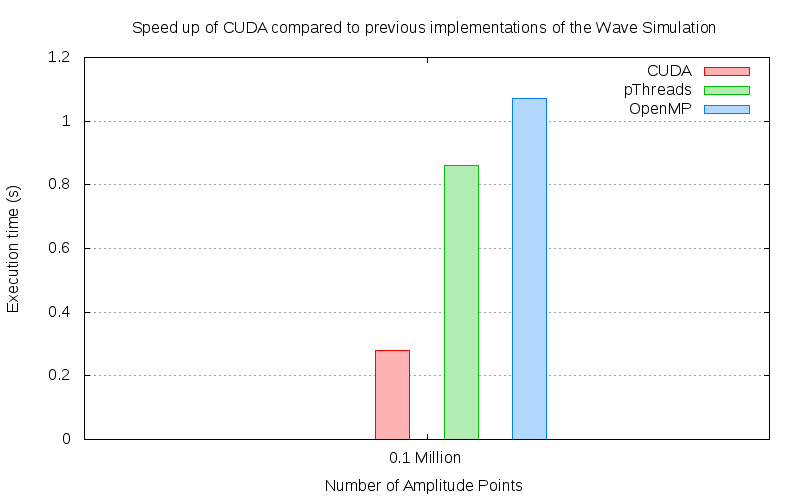 Speed up of CUDA compared to previous implementations of the Wave Simulation
1.2
1
0.8
0.6
0.4
0.2
0
Execution time (s)
CUDA
pThreads
OpenMP
0.1 Million
Number of Amplitude Points